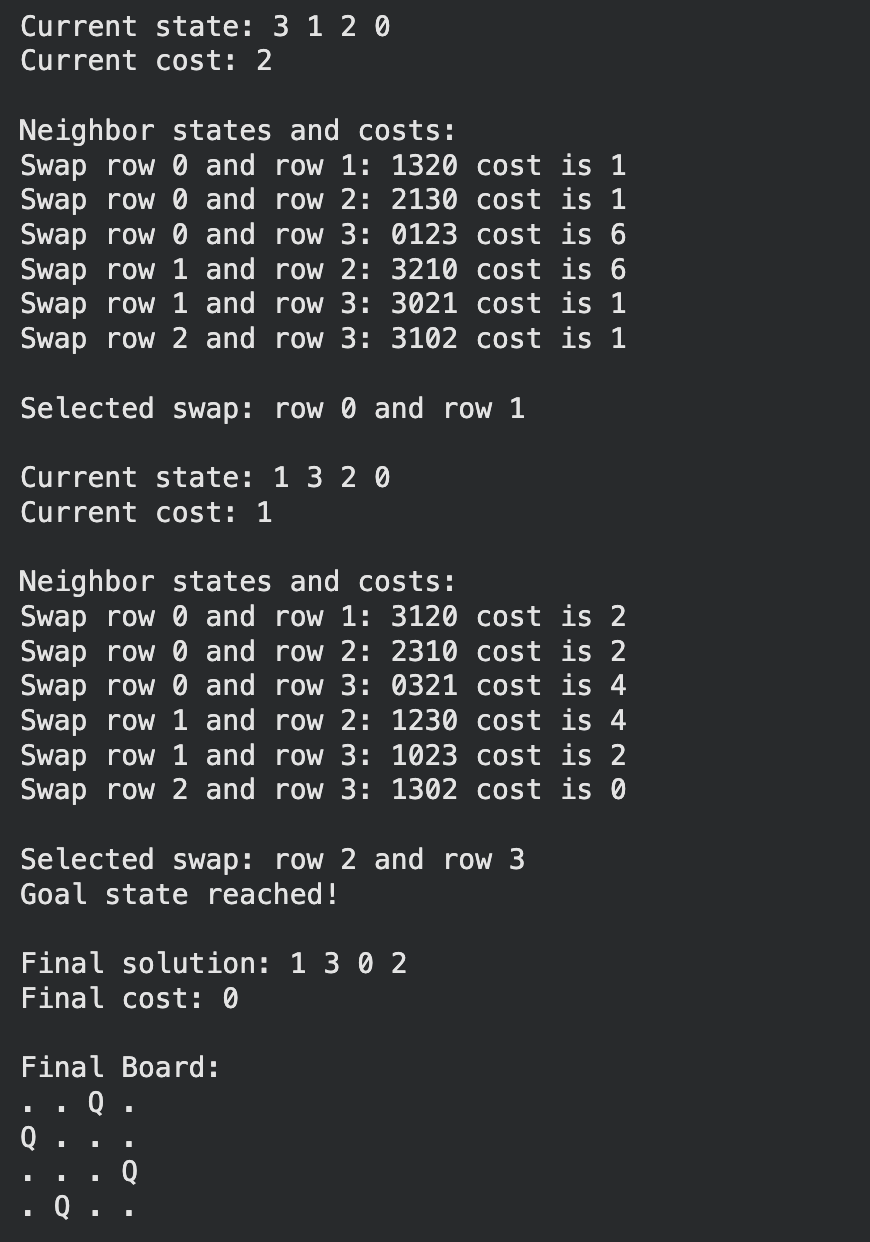 Current state: 3 1 2 0
Current cost: 2
Neighbor states and costs:
Swap row 0 and row 1: 1320 cost is 1
Swap row 0 and row 2: 2130 cost is 1
Swap row 0 and row 3: 0123 cost is 6
Swap row 1 and row 2: 3210 cost is 6
Swap row 1 and row 3: 3021 cost is 1
Swap row 2 and row 3: 3102 cost is 1
Selected swap: row 0 and row 1
Current state: 1 3 2 0
Current cost: 1
Neighbor states and costs:
Swap row 0 and row 1: 3120 cost is 2
Swap row 0 and row 2: 2310 cost is 2
Swap row 0 and row 3: 0321 cost is 4
Swap row 1 and row 2: 1230 cost is 4
Swap row 1 and row 3: 1023 cost is 2
Swap row 2 and row 3: 1302 cost is 0
Selected swap: row 2 and row 3
Goal state reached!
Final solution: 1 3 0 2
Final cost: 0
Final Board:
. . Q .
Q . . .
. . . Q
. Q . .